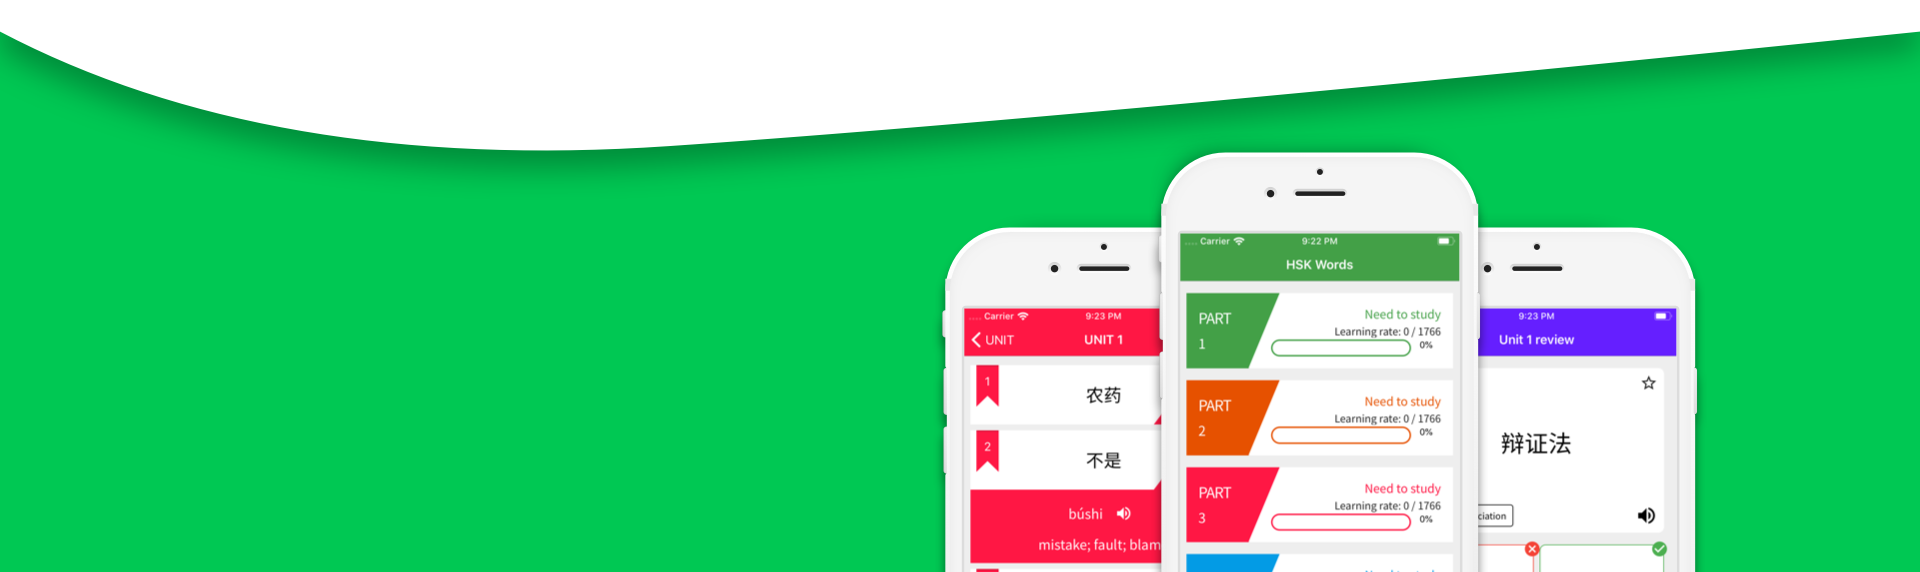 Carrier
9:23 PM
UNIT
UNIT 1
1
农药
2
不是
búshi
mistake; fault; blam
Carrier
9:22 PM
HSK Words
PART
1
Need to study
Learning rate: 0 / 1766
0%
PART
2
Need to study
Learning rate: 0 / 1766
0%
PART
3
Need to study
Learning rate: 0 / 1766
0%
9:23 PM
Unit 1 review
辩证法
ciation